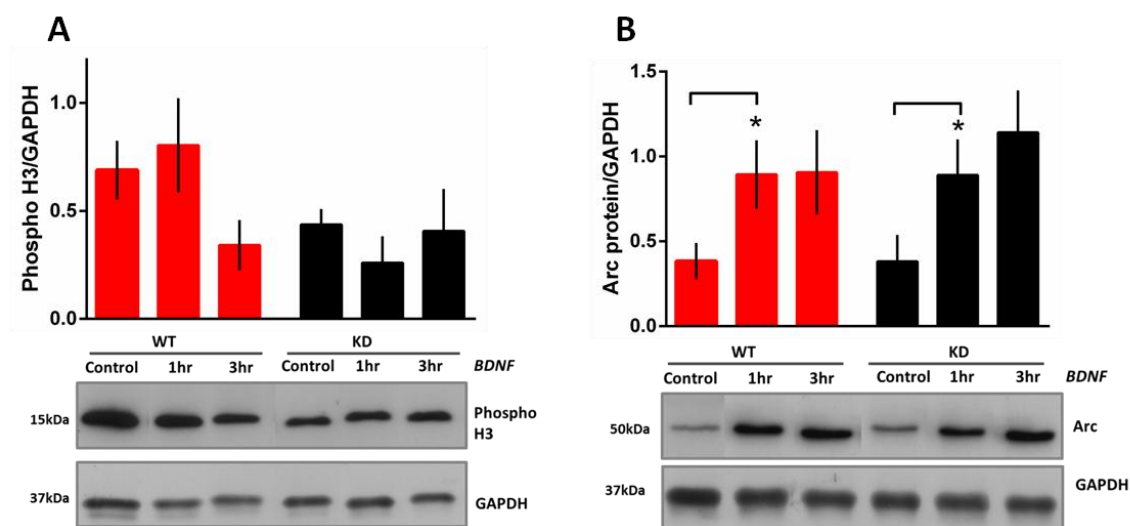 A
Phospho H3/GAPDH
1.0
0.5
0.0
WT KD
Control 1hr 3hr Control 1hr 3hr BDNF
15kDa
Phospho
H3
37kDa
GAPDH
B
Arc protein/GAPDH
1.5
1.0
0.5
0.0
*
*
WT KD
Control 1hr 3hr Control 1hr 3hr BDNF
50kDa
Arc
37kDa
GAPDH